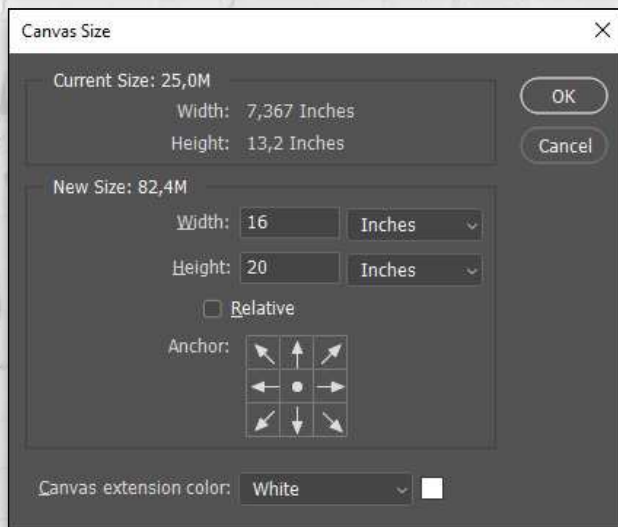 Canvas Size
Current Size: 25,0M
Width: 7,367 Inches
Height: 13,2 Inches
OK
Cancel
New Size: 82,4M
Width: 16 Inches
Height: 20 Inches
Relative
Anchor:
Canvas extension color: White